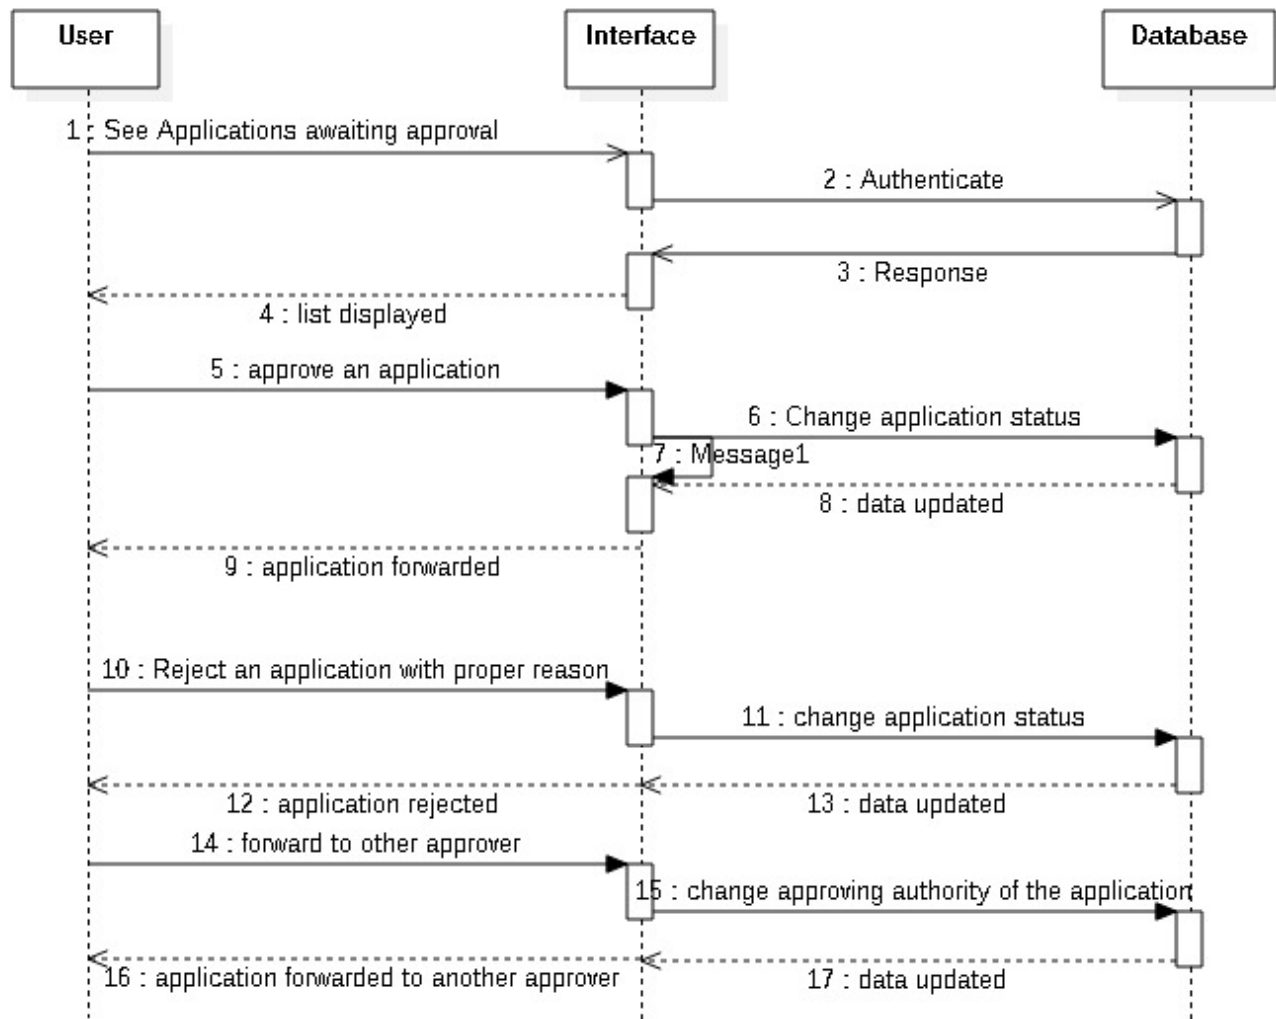 User
Interface
Database
1 : See Applications awaiting approval
2 : Authenticate
3 : Response
4 : list displayed
5 : approve an application
6 : Change application status
7 : Message1
8 : data updated
9 : application forwarded
10 : Reject an application with proper reason
11 : change application status
12 : application rejected
13 : data updated
14 : forward to other approver
15 : change approving authority of the application
16 : application forwarded to another approver
17 : data updated